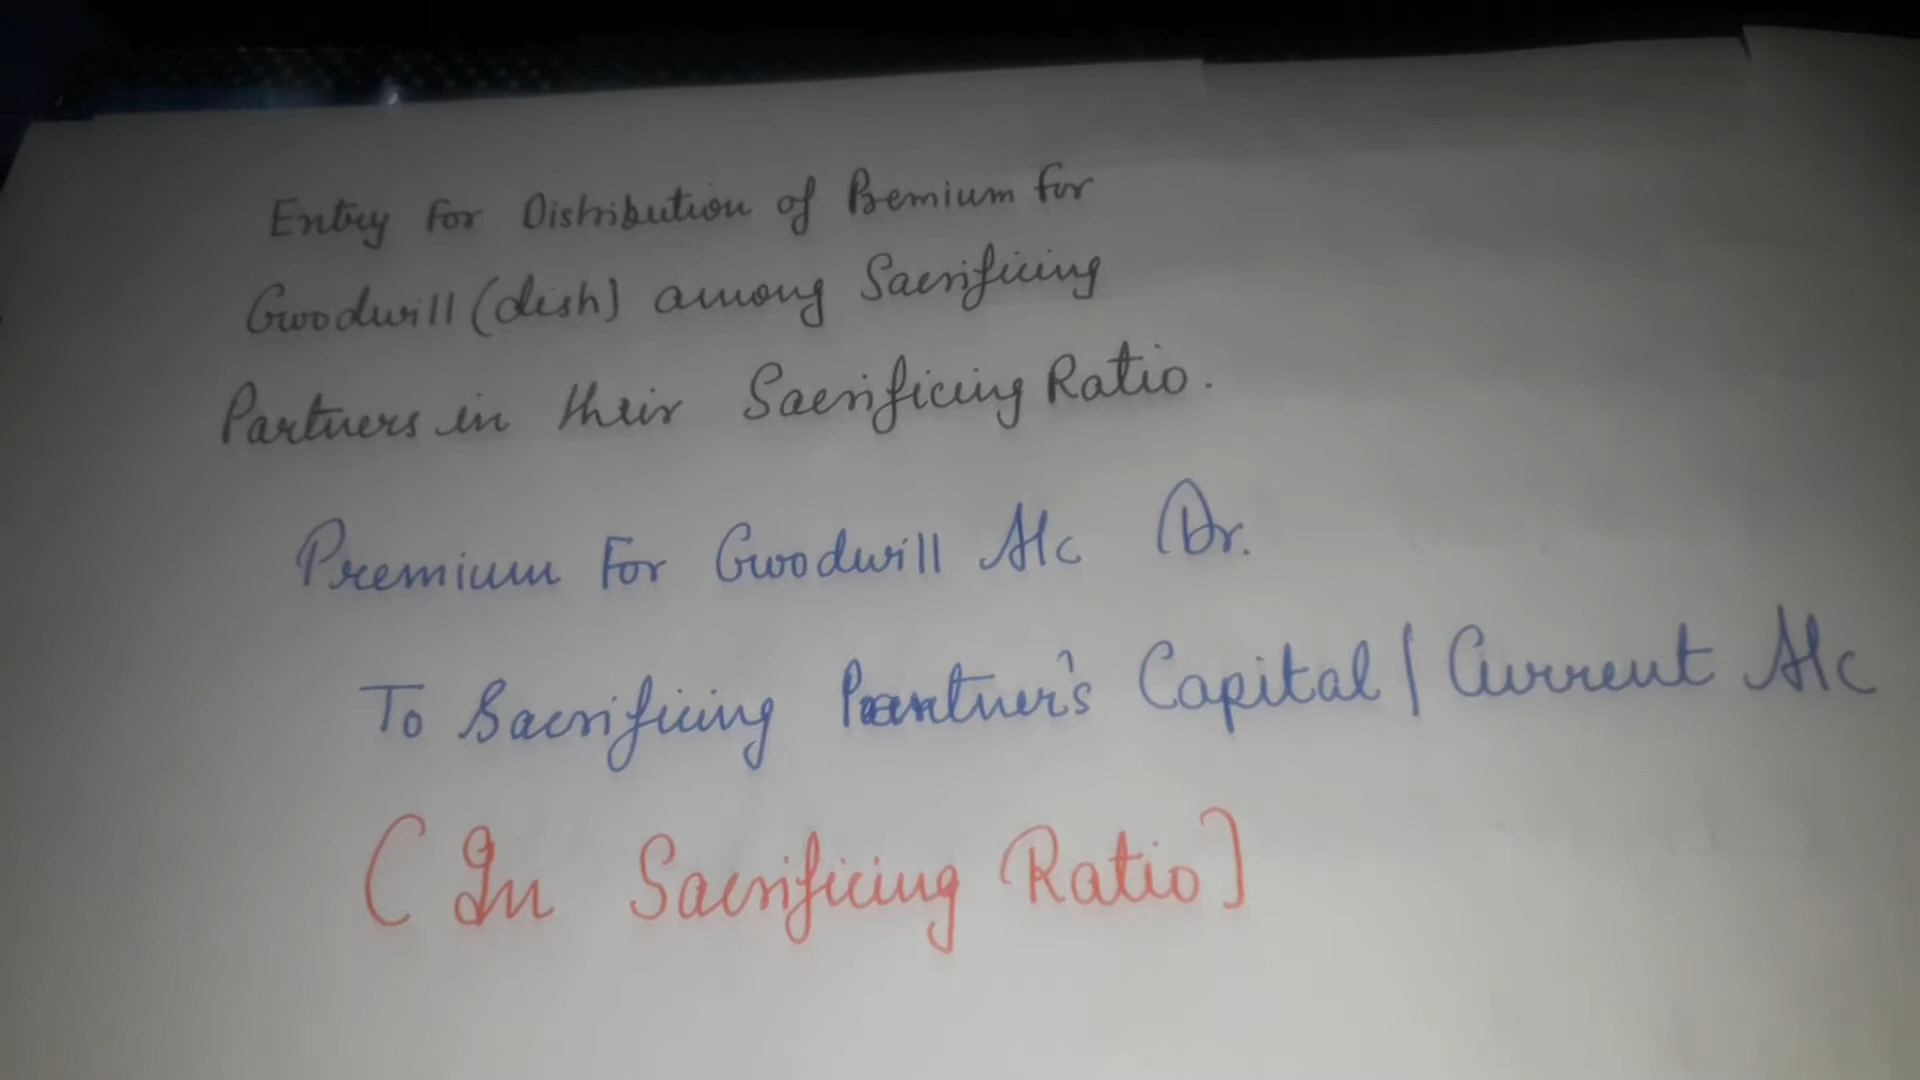 Entry For Distribution of Premium for
Goodwill (Cash) among Sacrificing
Partners in their Sacrificing Ratio.
Premium For Goodwill A/c Dr.
To Sacrificing Partner's Capital / Current A/c
(In Sacrificing Ratio)